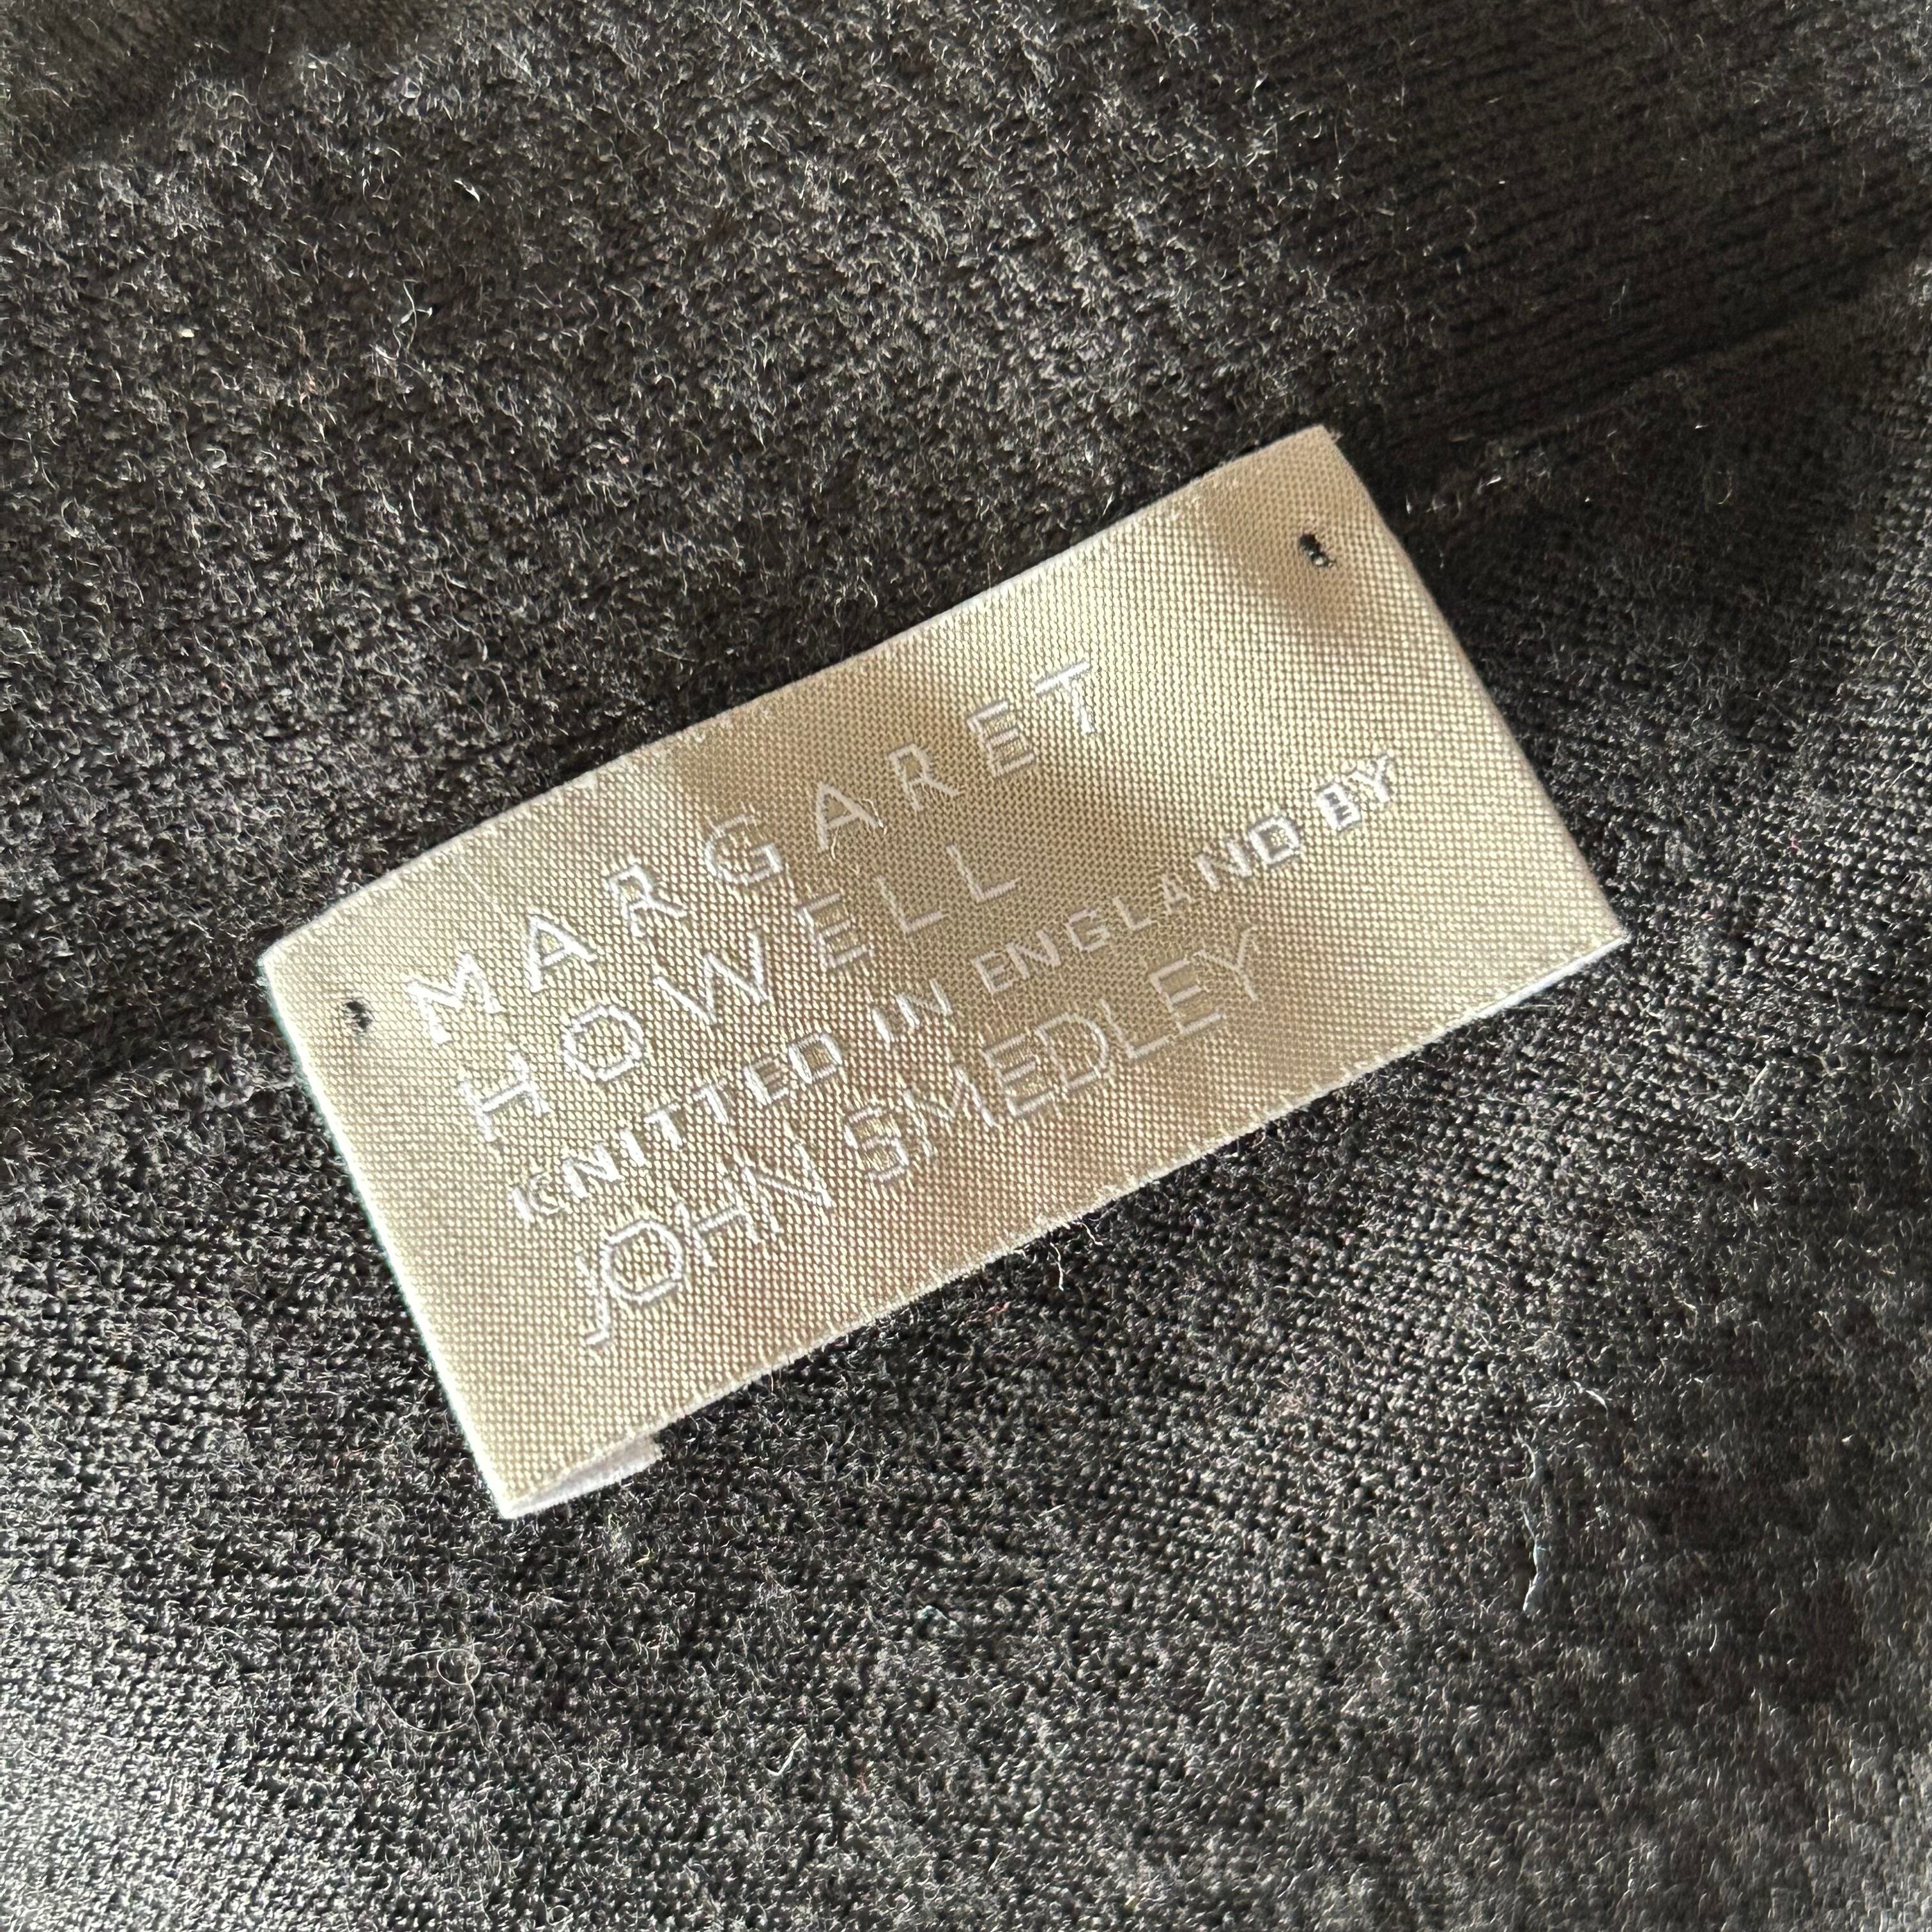 MARGARET
HOWELL
KNITTED IN ENGLAND BY
JOHN SMEDLEY